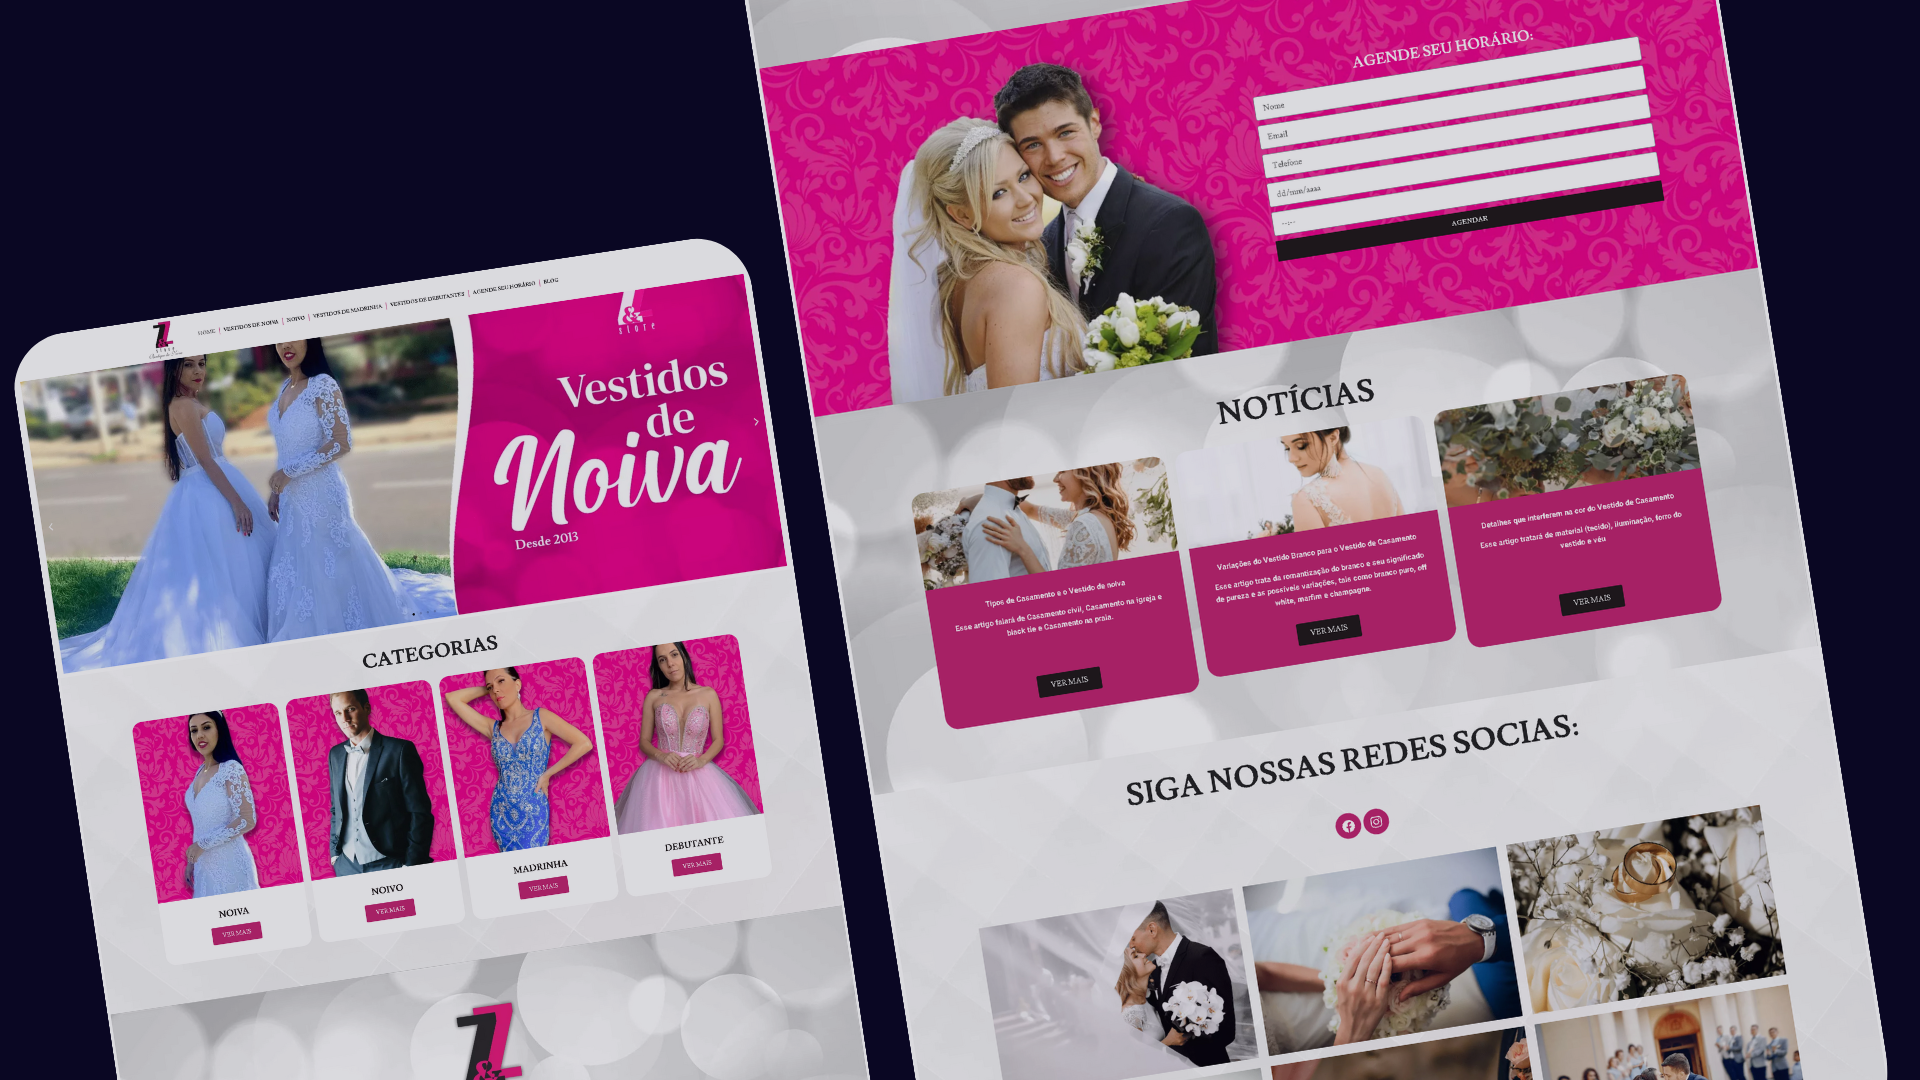 HOME | VESTIDOS DE NOIVA | NOIVO | VESTIDOS DE MADRINHA | VESTIDOS DE DEBUTANTES | AGENDE SEU HORÁRIO | BLOG
Z&
store
Vestidos
de
Noiva
Desde 2013
CATEGORIAS
NOIVA
VER MAIS
NOIVO
VER MAIS
MADRINHA
VER MAIS
DEBUTANTE
VER MAIS
AGENDE SEU HORÁRIO:
Nome
Email
Telefone
dd/mm/aaaa
--:--
AGENDAR
NOTÍCIAS
Tipos de Casamento e o Vestido de noiva
Esse artigo falará de Casamento civil, Casamento na igreja e
black tie e Casamento na praia.
VER MAIS
Variações do Vestido Branco para o Vestido de Casamento
Esse artigo trata da romantização do branco e seu significado
de pureza e as possíveis variações, tais como branco puro, off
white, marfim e champagne.
VER MAIS
Detalhes que interferem na cor do Vestido de Casamento
Esse artigo tratará de material (tecido), iluminação, forro do
vestido e véu
VER MAIS
SIGA NOSSAS REDES SOCIAS: